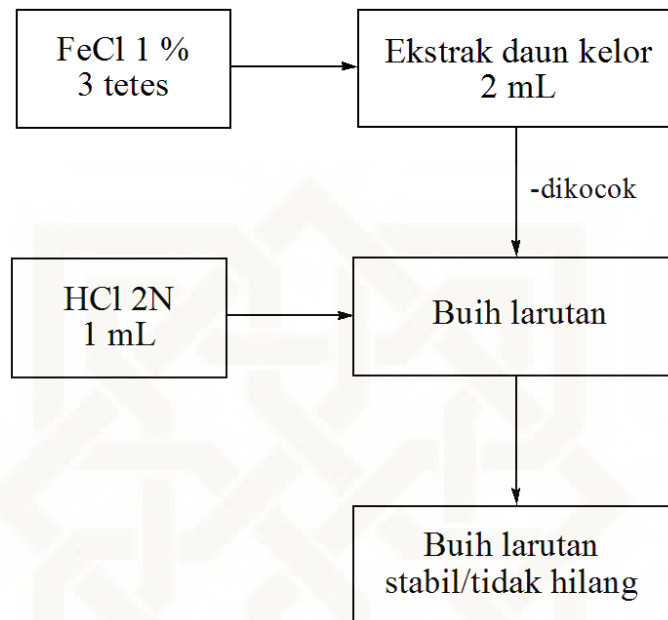 FeCl 1 %
3 tetes
Ekstrak daun kelor
2 mL
-dikocok
HCl 2N
1 mL
Buih larutan
Buih larutan
stabil/tidak hilang